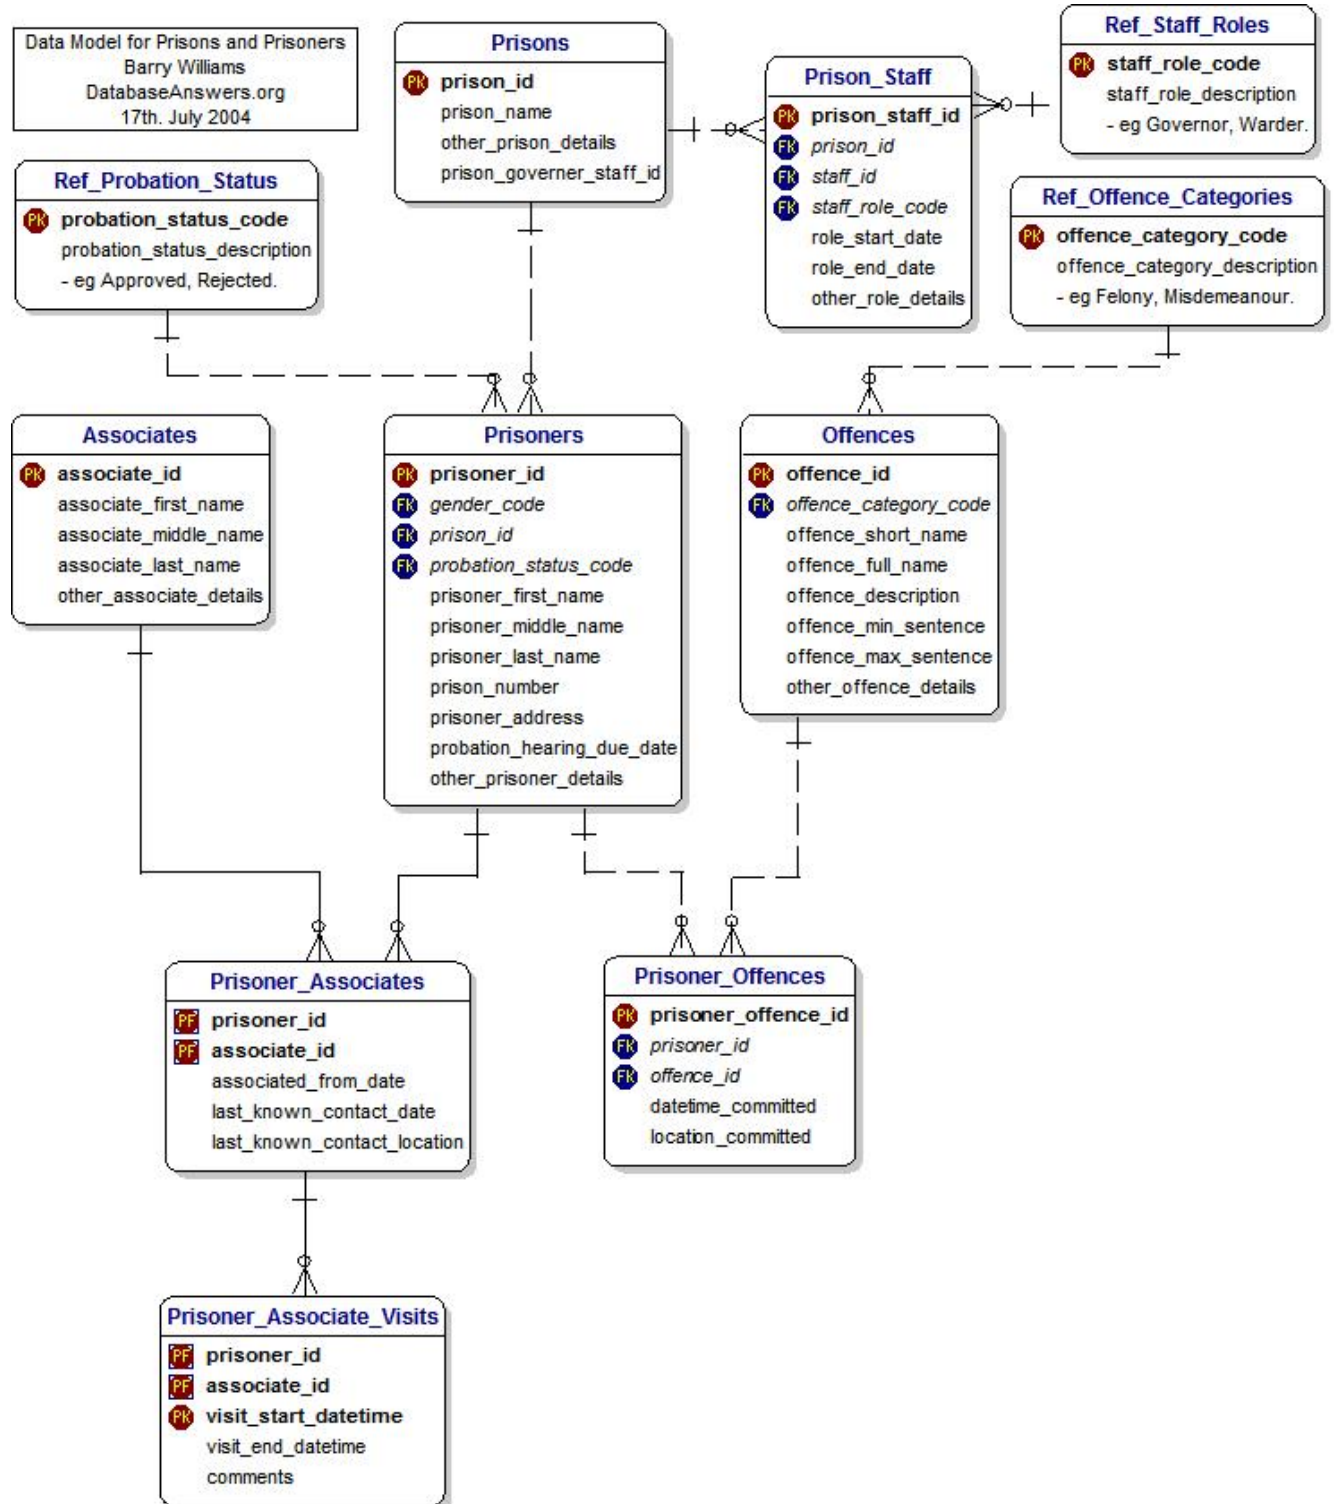 Data Model for Prisons and Prisoners
Barry Williams
DatabaseAnswers.org
17th. July 2004
Prisons
PK prison_id
prison_name
other_prison_details
prison_governer_staff_id
Prison_Staff
PK prison_staff_id
FK prison_id
FK staff_id
FK staff_role_code
role_start_date
role_end_date
other_role_details
Ref_Staff_Roles
PK staff_role_code
staff_role_description
- eg Governor, Warder.
Ref_Probation_Status
PK probation_status_code
probation_status_description
- eg Approved, Rejected.
Ref_Offence_Categories
PK offence_category_code
offence_category_description
- eg Felony, Misdemeanour.
Associates
PK associate_id
associate_first_name
associate_middle_name
associate_last_name
other_associate_details
Prisoners
PK prisoner_id
FK gender_code
FK prison_id
FK probation_status_code
prisoner_first_name
prisoner_middle_name
prisoner_last_name
prison_number
prisoner_address
probation_hearing_due_date
other_prisoner_details
Offences
PK offence_id
FK offence_category_code
offence_short_name
offence_full_name
offence_description
offence_min_sentence
offence_max_sentence
other_offence_details
Prisoner_Associates
PF prisoner_id
PF associate_id
associated_from_date
last_known_contact_date
last_known_contact_location
Prisoner_Offences
PK prisoner_offence_id
FK prisoner_id
FK offence_id
datetime_committed
location_committed
Prisoner_Associate_Visits
PF prisoner_id
PF associate_id
PK visit_start_datetime
visit_end_datetime
comments